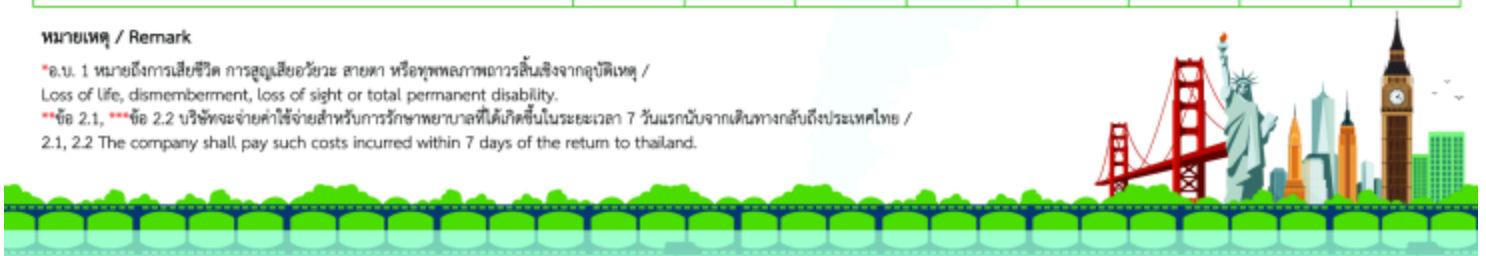 หมายเหตุ / Remark
*อ.บ. 1 หมายถึงการเสียชีวิต การสูญเสียอวัยวะ สายตา หรือทุพพลภาพถาวรสิ้นเชิงจากอุบัติเหตุ /
Loss of life, dismemberment, loss of sight or total permanent disability.
**ข้อ 2.1, ***ข้อ 2.2 บริษัทจะจ่ายค่าใช้จ่ายสำหรับการรักษาพยาบาลที่ได้เกิดขึ้นในระยะเวลา 7 วันแรกนับจากเดินทางกลับถึงประเทศไทย /
2.1, 2.2 The company shall pay such costs incurred within 7 days of the return to thailand.